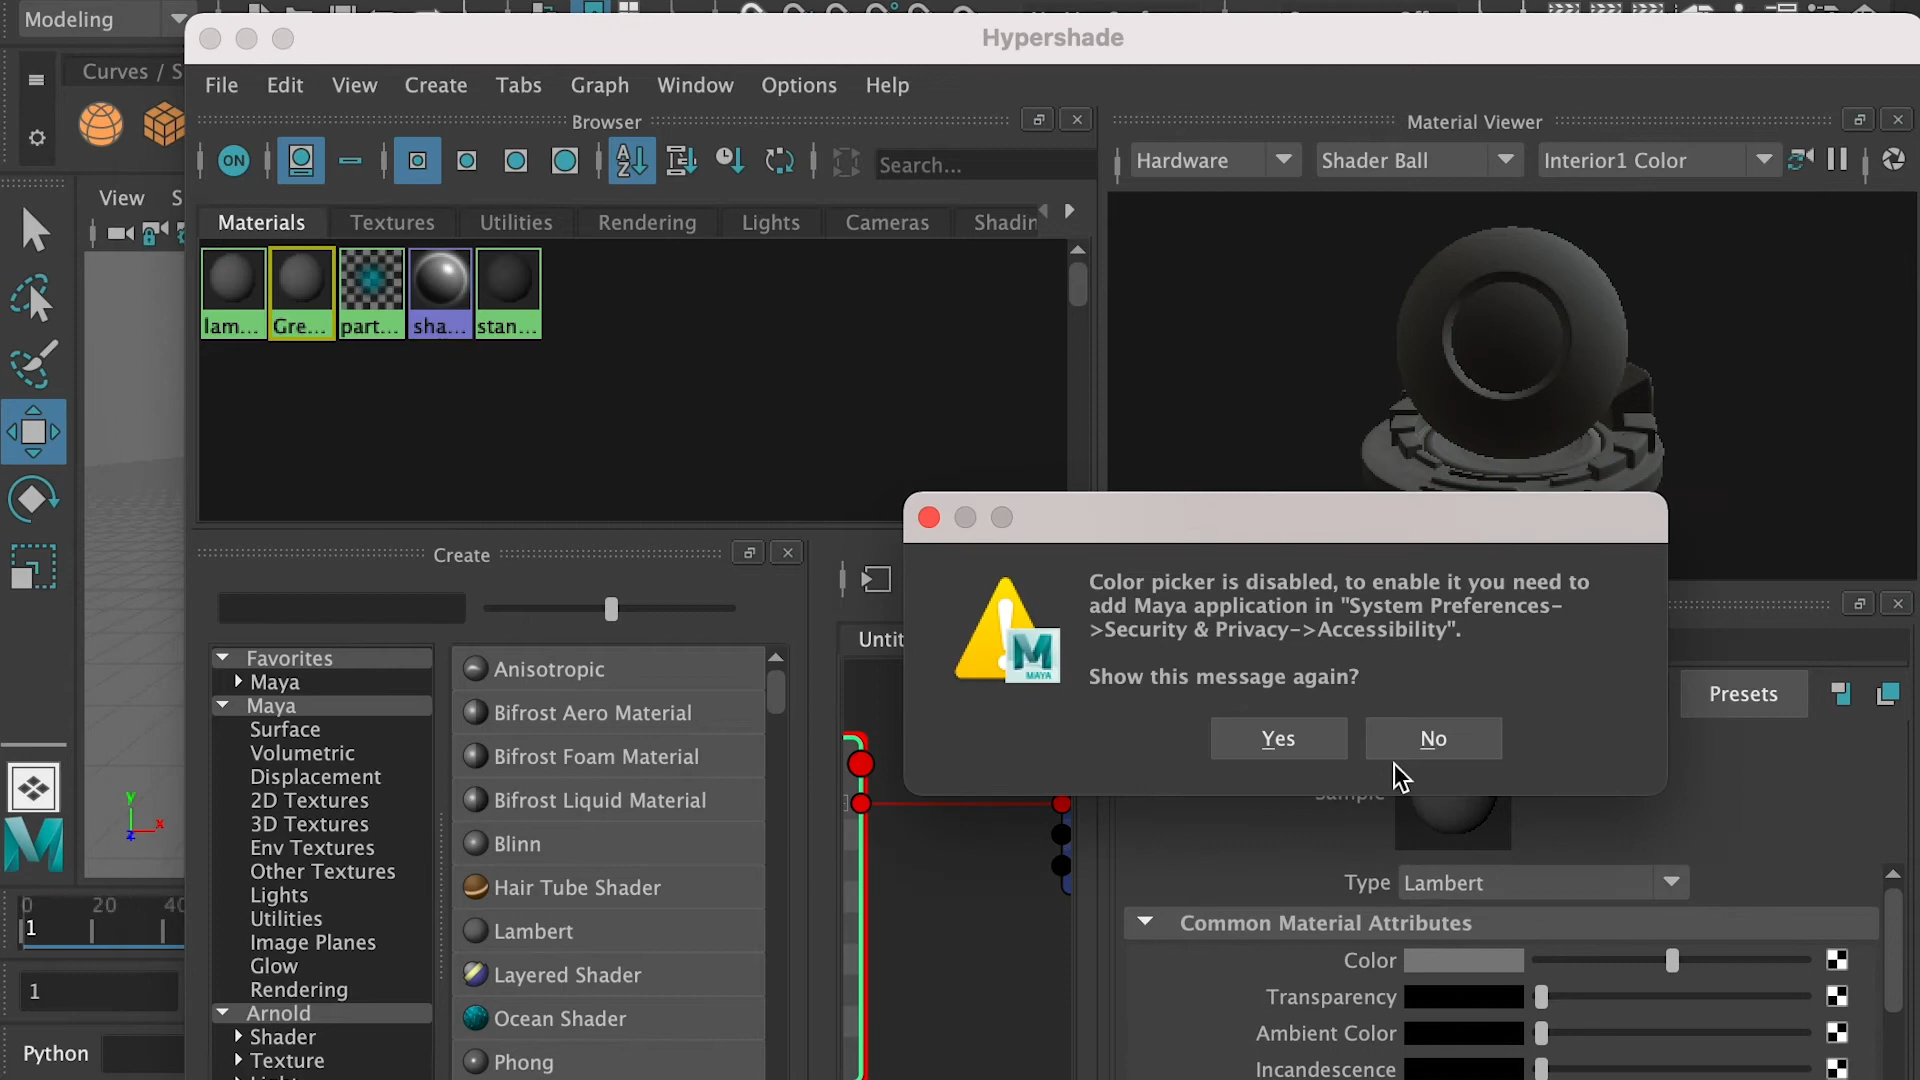 Modeling
Hypershade
Curves / S
File Edit View Create Tabs Graph Window Options Help
Browser
Material Viewer
ON
Search...
Hardware
Shader Ball
Interior1 Color
View S
Materials Textures Utilities Rendering Lights Cameras Shadin
lam... Gre... part... sha... stan...
Create
Color picker is disabled, to enable it you need to
add Maya application in "System Preferences-
>Security & Privacy->Accessibility".
Show this message again?
Yes No
MAYA
Untit
Presets
Favorites
Maya
Maya
Surface
Volumetric
Displacement
2D Textures
3D Textures
Env Textures
Other Textures
Lights
Utilities
Image Planes
Glow
Rendering
Arnold
Shader
Texture
Anisotropic
Bifrost Aero Material
Bifrost Foam Material
Bifrost Liquid Material
Blinn
Hair Tube Shader
Lambert
Layered Shader
Ocean Shader
Phong
Sample
Type Lambert
Common Material Attributes
Color
Transparency
Ambient Color
Incandescence
y
x
z
0 20 40
1
1
Python